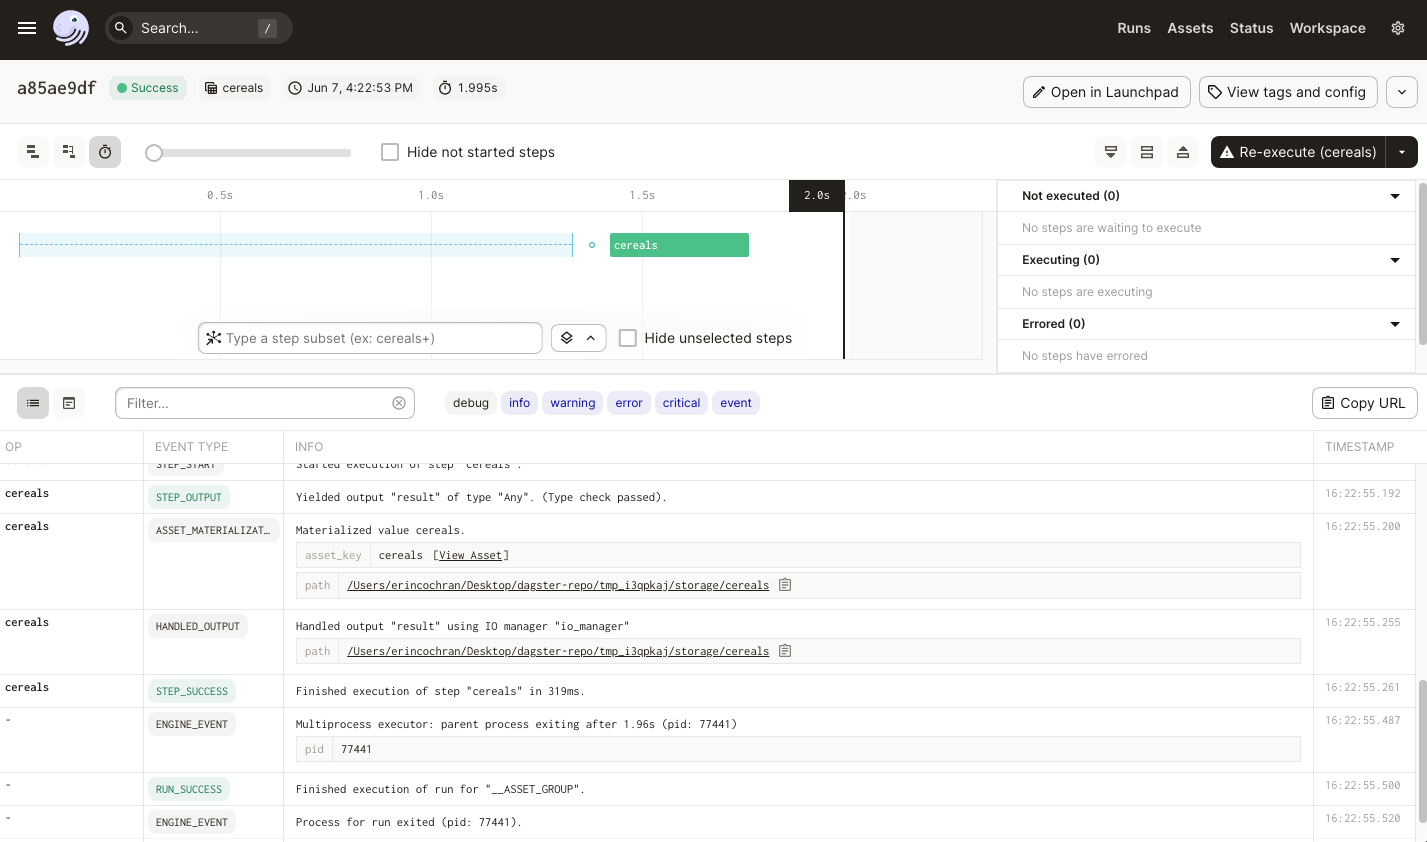 Search... /
Runs Assets Status Workspace
a85ae9df Success cereals Jun 7, 4:22:53 PM 1.995s
Open in Launchpad View tags and config
Hide not started steps
Re-execute (cereals)
0.5s 1.0s 1.5s 2.0s
cereals
Type a step subset (ex: cereals+)
Hide unselected steps
Not executed (0)
No steps are waiting to execute
Executing (0)
No steps are executing
Errored (0)
No steps have errored
Filter... debug info warning error critical event Copy URL
OP EVENT TYPE INFO TIMESTAMP
STEP_START Started execution of step "cereals".
cereals STEP_OUTPUT Yielded output "result" of type "Any". (Type check passed). 16:22:55.192
cereals ASSET_MATERIALIZAT… Materialized value cereals. 16:22:55.200
asset_key cereals [View Asset]
path /Users/erincochran/Desktop/dagster-repo/tmp_i3qpkaj/storage/cereals
cereals HANDLED_OUTPUT Handled output "result" using IO manager "io_manager" 16:22:55.255
path /Users/erincochran/Desktop/dagster-repo/tmp_i3qpkaj/storage/cereals
cereals STEP_SUCCESS Finished execution of step "cereals" in 319ms. 16:22:55.261
- ENGINE_EVENT Multiprocess executor: parent process exiting after 1.96s (pid: 77441) 16:22:55.487
pid 77441
- RUN_SUCCESS Finished execution of run for "__ASSET_GROUP". 16:22:55.500
- ENGINE_EVENT Process for run exited (pid: 77441). 16:22:55.520